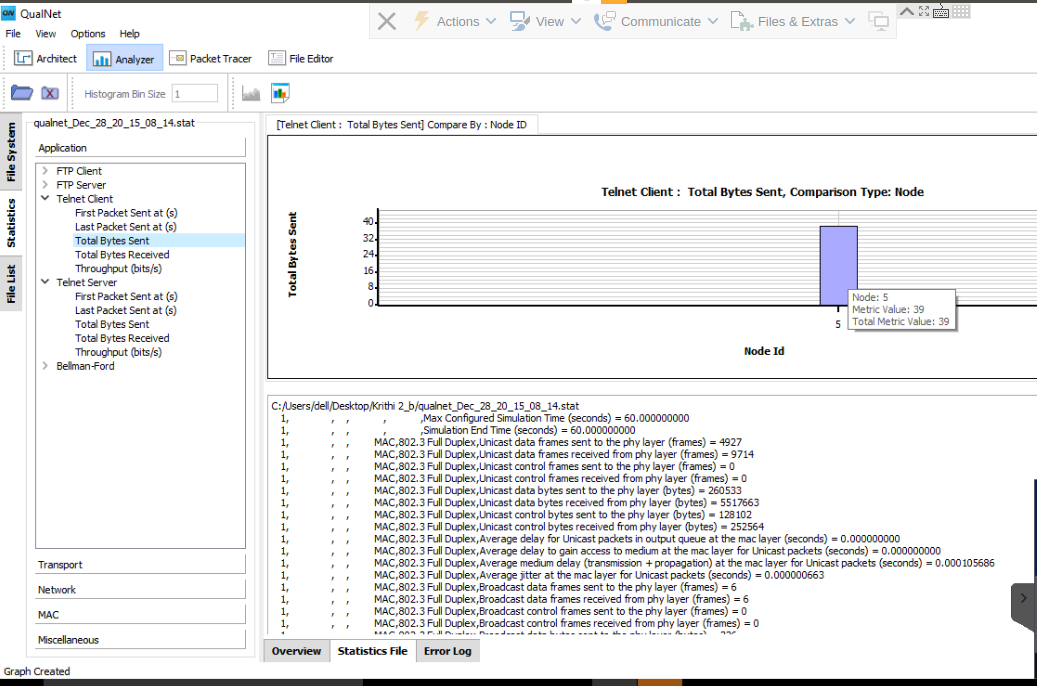 QN QualNet
File View Options Help
Actions View Communicate Files & Extras
Architect Analyzer Packet Tracer File Editor
Histogram Bin Size 1
File System
Statistics
File List
qualnet_Dec_28_20_15_08_14.stat
Application
FTP Client
FTP Server
Telnet Client
First Packet Sent at (s)
Last Packet Sent at (s)
Total Bytes Sent
Total Bytes Received
Throughput (bits/s)
Telnet Server
First Packet Sent at (s)
Last Packet Sent at (s)
Total Bytes Sent
Total Bytes Received
Throughput (bits/s)
Bellman-Ford
Transport
Network
MAC
Miscellaneous
Graph Created
[Telnet Client : Total Bytes Sent] Compare By : Node ID
Telnet Client : Total Bytes Sent, Comparison Type: Node
Total Bytes Sent
40
32
24
16
8
0
5
Node: 5
Metric Value: 39
Total Metric Value: 39
Node Id
C:/Users/dell/Desktop/Krithi 2_b/qualnet_Dec_28_20_15_08_14.stat
1, , , , ,Max Configured Simulation Time (seconds) = 60.000000000
1, , , , ,Simulation End Time (seconds) = 60.000000000
1, , , MAC,802.3 Full Duplex,Unicast data frames sent to the phy layer (frames) = 4927
1, , , MAC,802.3 Full Duplex,Unicast data frames received from phy layer (frames) = 9714
1, , , MAC,802.3 Full Duplex,Unicast control frames sent to the phy layer (frames) = 0
1, , , MAC,802.3 Full Duplex,Unicast control frames received from phy layer (frames) = 0
1, , , MAC,802.3 Full Duplex,Unicast data bytes sent to the phy layer (bytes) = 260533
1, , , MAC,802.3 Full Duplex,Unicast data bytes received from phy layer (bytes) = 5517663
1, , , MAC,802.3 Full Duplex,Unicast control bytes sent to the phy layer (bytes) = 128102
1, , , MAC,802.3 Full Duplex,Unicast control bytes received from phy layer (bytes) = 252564
1, , , MAC,802.3 Full Duplex,Average delay for Unicast packets in output queue at the mac layer (seconds) = 0.000000000
1, , , MAC,802.3 Full Duplex,Average delay to gain access to medium at the mac layer for Unicast packets (seconds) = 0.000000000
1, , , MAC,802.3 Full Duplex,Average medium delay (transmission + propagation) at the mac layer for Unicast packets (seconds) = 0.000105686
1, , , MAC,802.3 Full Duplex,Average jitter at the mac layer for Unicast packets (seconds) = 0.000000663
1, , , MAC,802.3 Full Duplex,Broadcast data frames sent to the phy layer (frames) = 6
1, , , MAC,802.3 Full Duplex,Broadcast data frames received from phy layer (frames) = 6
1, , , MAC,802.3 Full Duplex,Broadcast control frames sent to the phy layer (frames) = 0
1, , , MAC,802.3 Full Duplex,Broadcast control frames received from phy layer (frames) = 0
Overview Statistics File Error Log